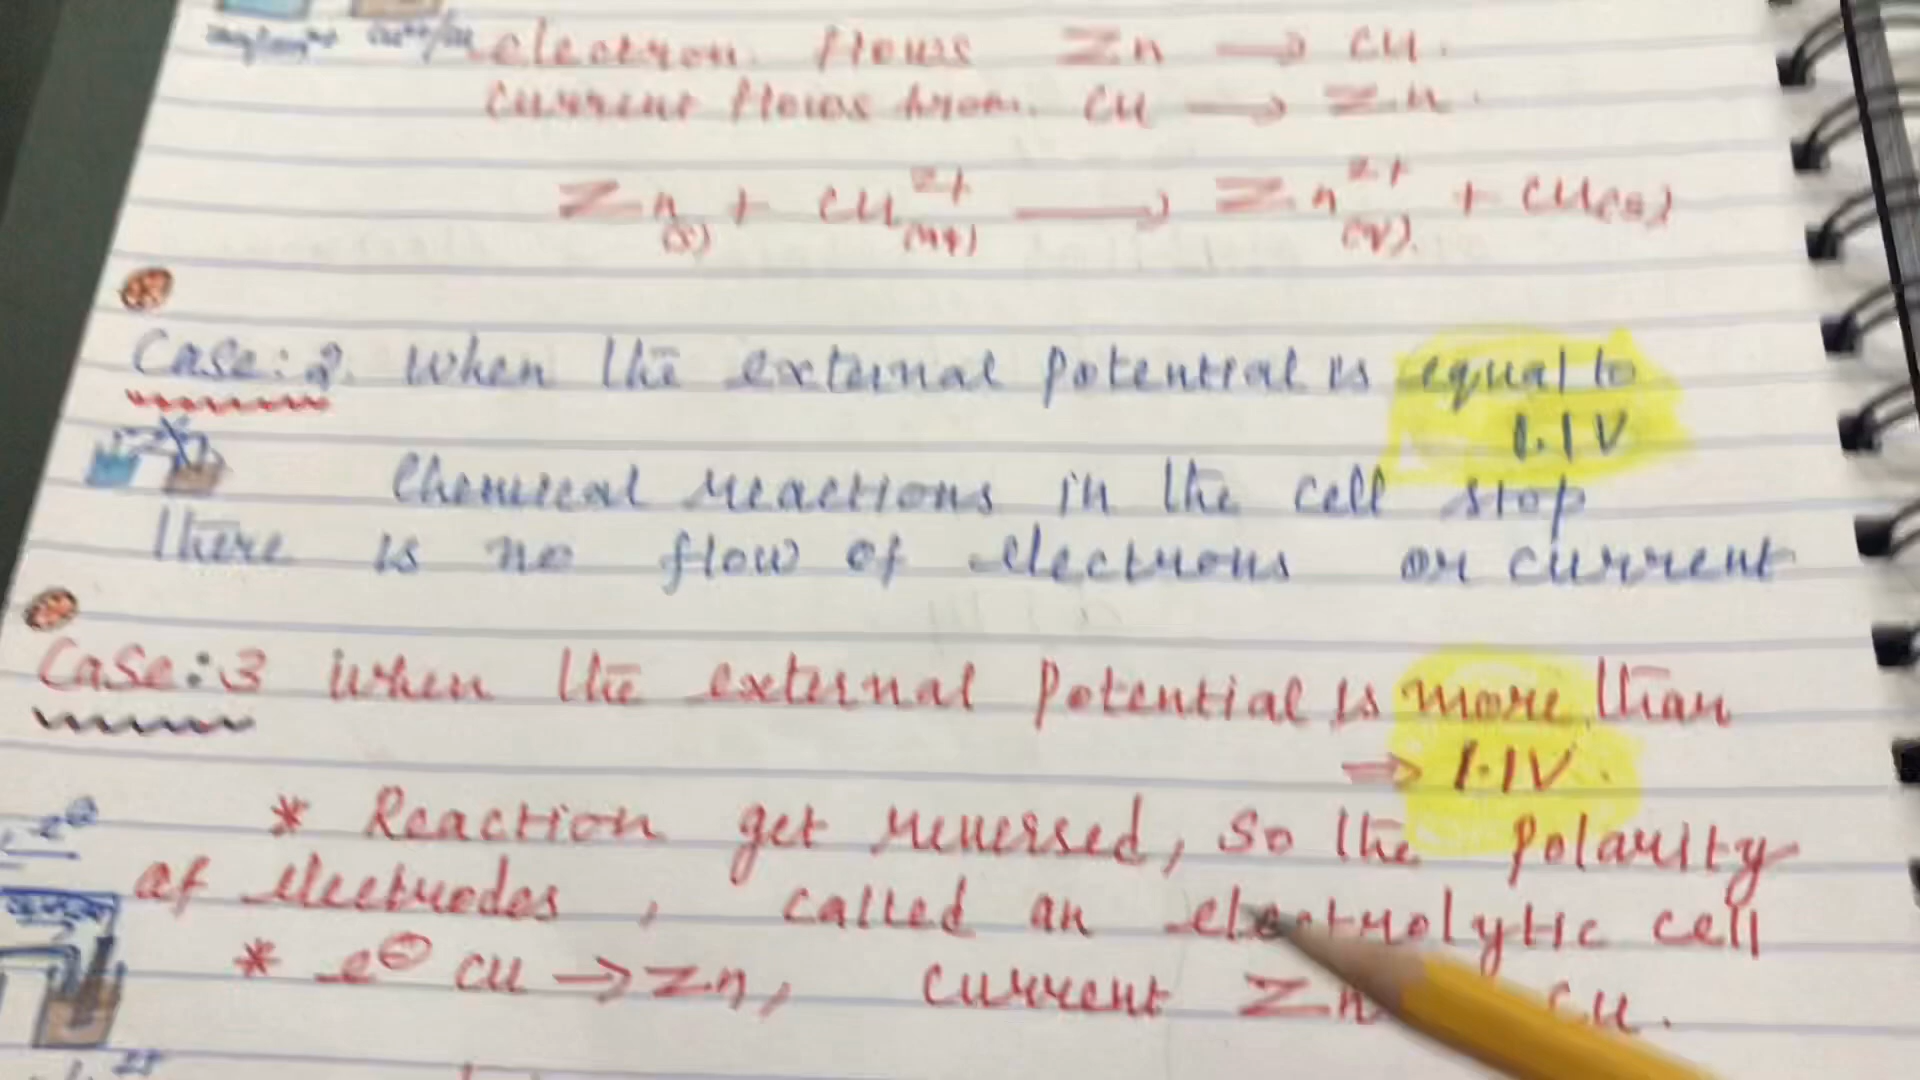 electron flows Zn → Cu.
current flows from Cu → Zn.
Zn(s) + Cu2+(aq) → Zn2+(q) + Cu(s)
Case:2. When the external potential is equal to
1.1V
Chemical reactions in the cell stop
There is no flow of electrons or current
Case:3 when the external potential is more than
⇒ 1.1V.
* Reaction get reversed, so the polarity
of electrodes, called an electrolytic cell
* e⊖ Cu → Zn, current Zn Cu.
e⊖